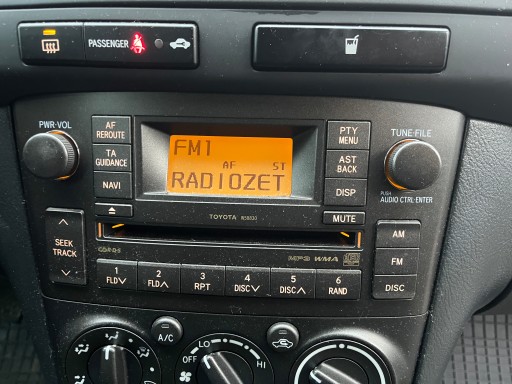 PASSENGER
PWR·VOL
AF REROUTE
TA GUIDANCE
NAVI
FM1
AF ST
RADIOZET
PTY MENU
AST BACK
DISP
TUNE·FILE
PUSH
AUDIO CTRL·ENTER
TOYOTA
MUTE
SEEK TRACK
MP3 WMA
AM
FM
DISC
1 FLD∨
2 FLD∧
3 RPT
4 DISC∨
5 DISC∧
6 RAND
A/C
OFF
LO
HI